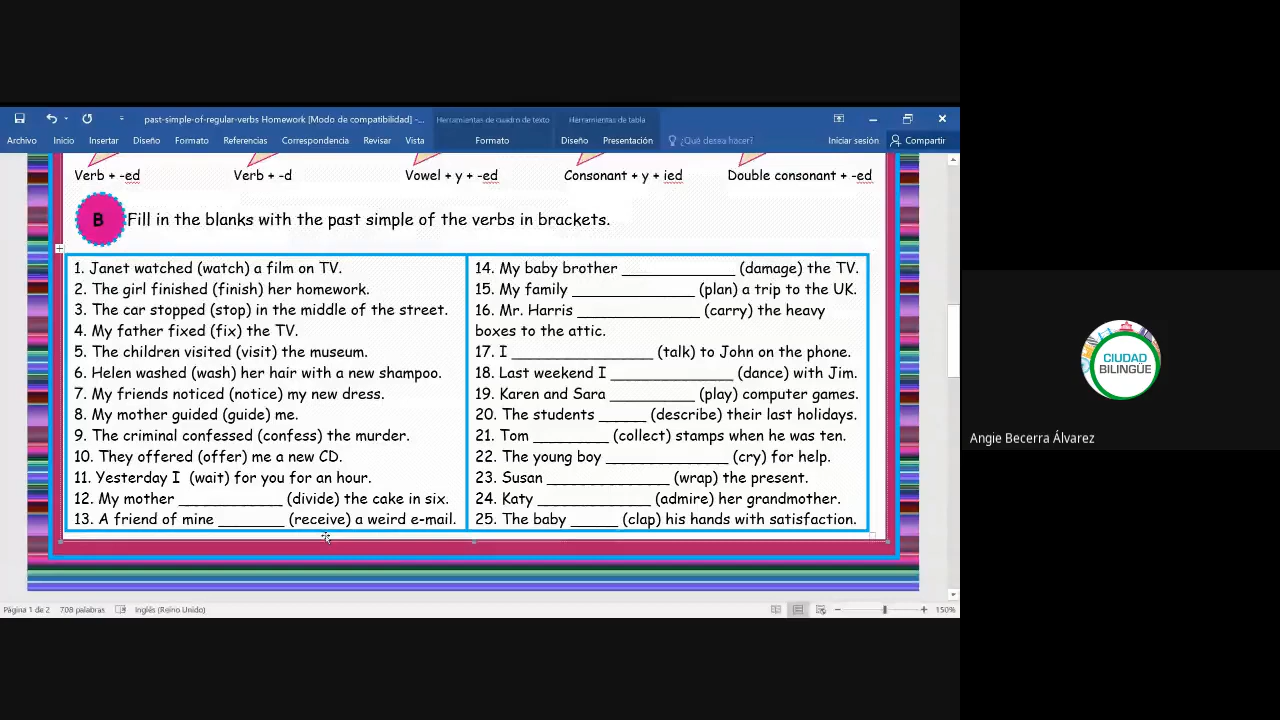 past-simple-of-regular-verbs Homework [Modo de compatibilidad] -...
Herramientas de cuadro de texto
Herramientas de tabla
Archivo Inicio Insertar Diseño Formato Referencias Correspondencia Revisar Vista Formato Diseño Presentación ¿Qué desea hacer? Iniciar sesión Compartir
Verb + -ed Verb + -d Vowel + y + -ed Consonant + y + ied Double consonant + -ed
B Fill in the blanks with the past simple of the verbs in brackets.
1. Janet watched (watch) a film on TV.
2. The girl finished (finish) her homework.
3. The car stopped (stop) in the middle of the street.
4. My father fixed (fix) the TV.
5. The children visited (visit) the museum.
6. Helen washed (wash) her hair with a new shampoo.
7. My friends noticed (notice) my new dress.
8. My mother guided (guide) me.
9. The criminal confessed (confess) the murder.
10. They offered (offer) me a new CD.
11. Yesterday I (wait) for you for an hour.
12. My mother ____________ (divide) the cake in six.
13. A friend of mine _______ (receive) a weird e-mail.
14. My baby brother ____________ (damage) the TV.
15. My family _____________ (plan) a trip to the UK.
16. Mr. Harris _____________ (carry) the heavy
boxes to the attic.
17. I _______________ (talk) to John on the phone.
18. Last weekend I _____________ (dance) with Jim.
19. Karen and Sara _________ (play) computer games.
20. The students _____ (describe) their last holidays.
21. Tom ________ (collect) stamps when he was ten.
22. The young boy _____________ (cry) for help.
23. Susan _____________ (wrap) the present.
24. Katy ____________ (admire) her grandmother.
25. The baby _____ (clap) his hands with satisfaction.
Página 1 de 2 708 palabras Inglés (Reino Unido) 150%
CIUDAD
BILINGÜE
Angie Becerra Álvarez